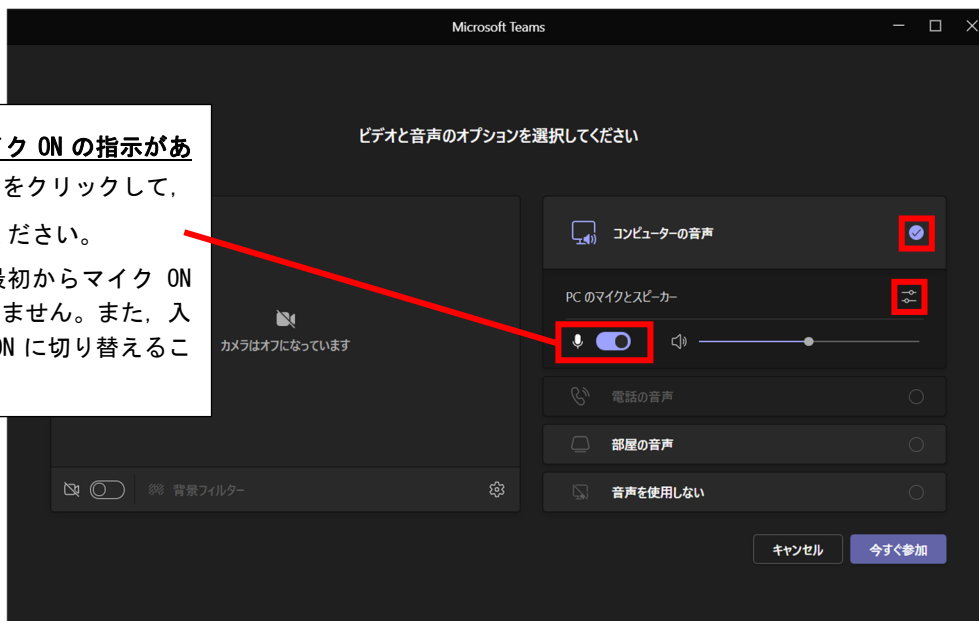 Microsoft Teams
ビデオと音声のオプションを選択してください
ク ON の指示があ
をクリックして，
ださい。
最初からマイク ON
ません。また，入
ON に切り替えるこ
コンピューターの音声
PC のマイクとスピーカー
カメラはオフになっています
電話の音声
部屋の音声
背景フィルター
音声を使用しない
キャンセル
今すぐ参加